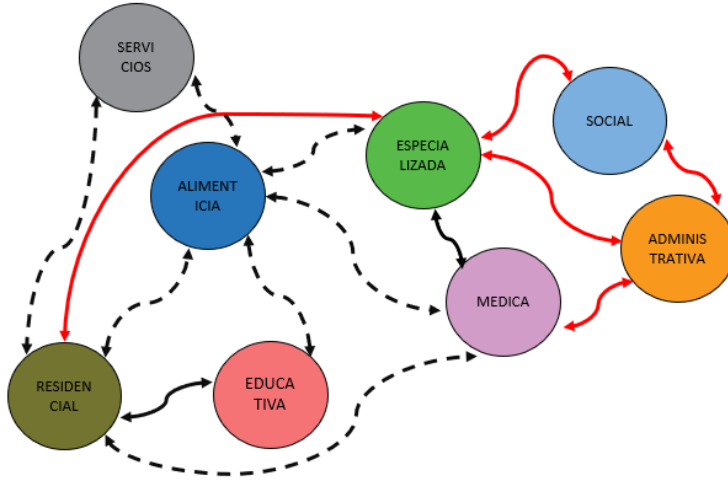 SERVI
CIOS
SOCIAL
ESPECIA
LIZADA
ALIMENT
ICIA
ADMINIS
TRATIVA
MEDICA
RESIDEN
CIAL
EDUCA
TIVA